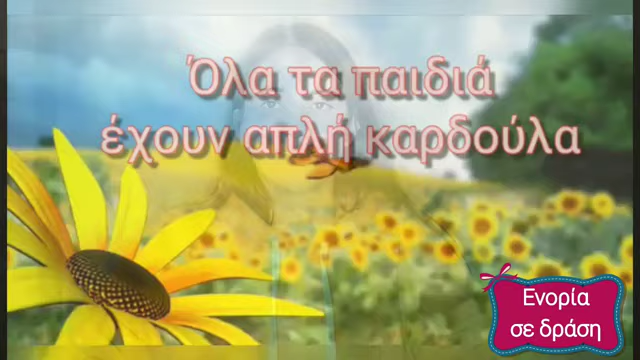 Όλα τα παιδιά
έχουν απλή καρδούλα
Ενορία
σε δράση